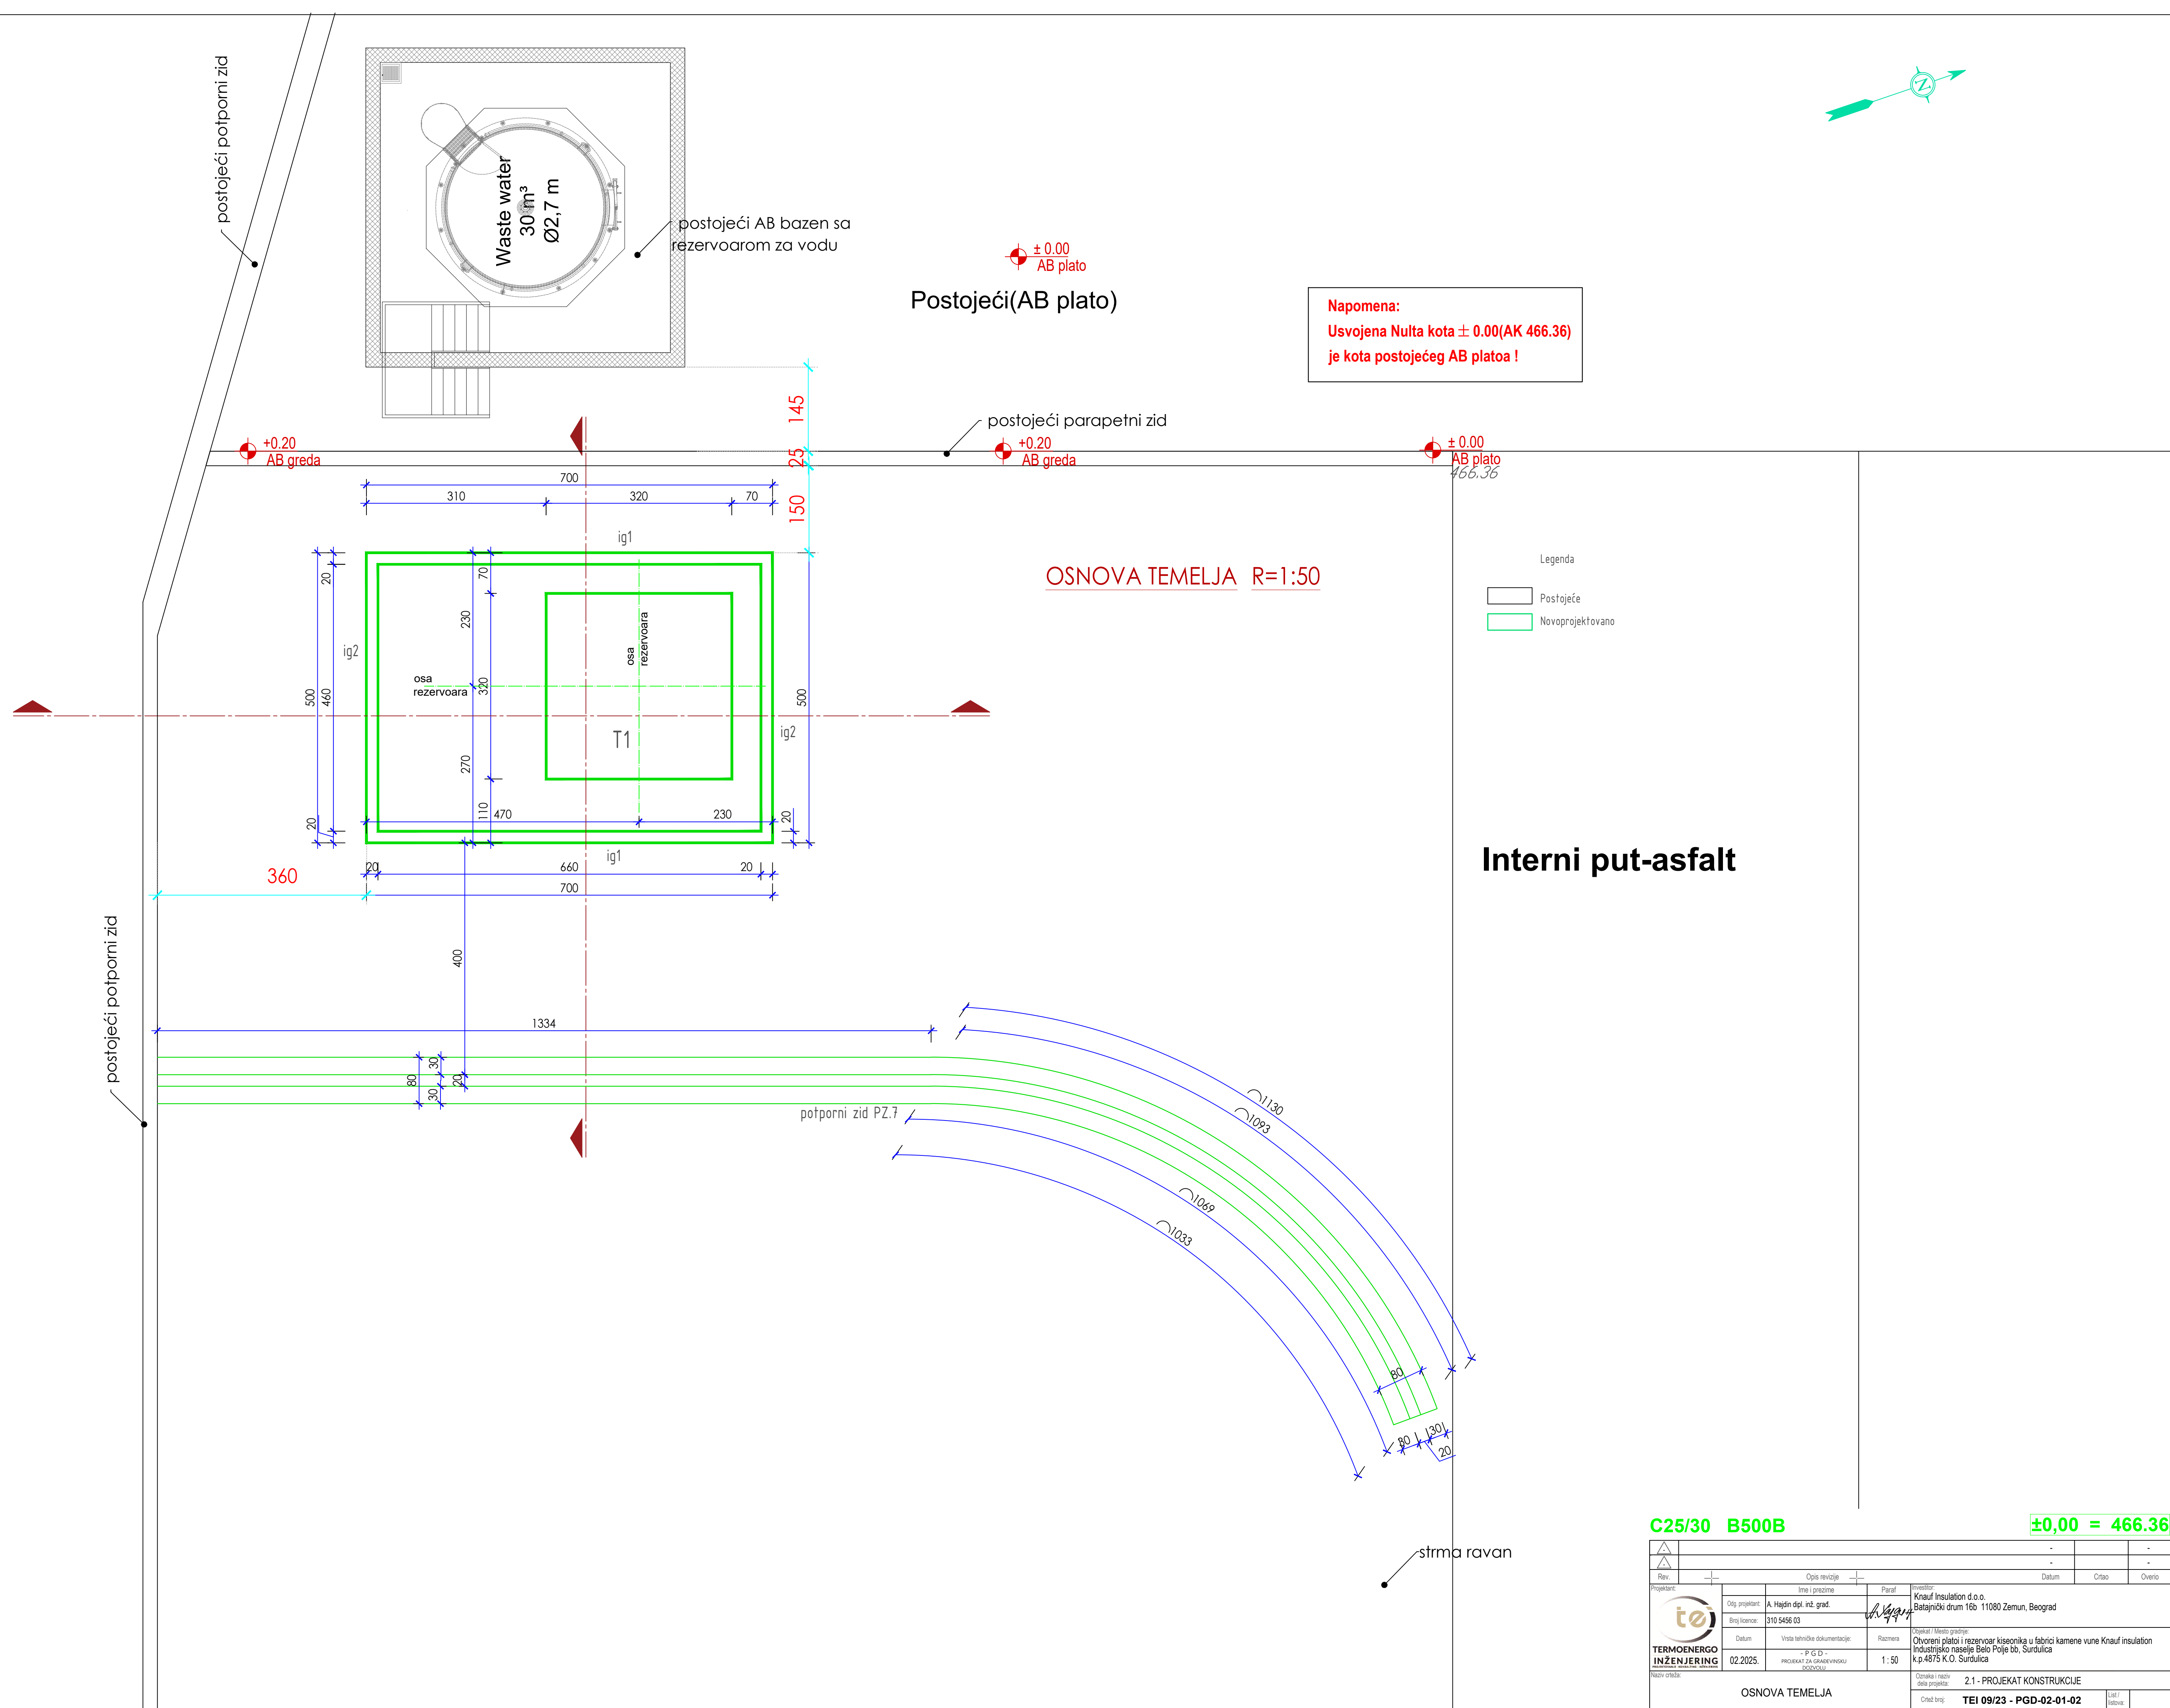 postojeći potporni zid
Waste water
30 m³
Ø2,7 m
postojeći AB bazen sa
rezervoarom za vodu
± 0.00
AB plato
Postojeći(AB plato)
N
Napomena:
Usvojena Nulta kota ± 0.00(AK 466.36)
je kota postojećeg AB platoa !
145
25
150
postojeći parapetni zid
+0.20
AB greda
+0.20
AB greda
± 0.00
AB plato
466.36
700
310
320
70
ig1
OSNOVA TEMELJA R=1:50
Legenda
Postojeće
Novoprojektovano
20
70
230
osa
rezervoara
ig2
osa
rezervoara
500
460
320
500
T1
ig2
270
110
20
470
230
20
ig1
20
660
20
360
700
Interni put-asfalt
400
postojeći potporni zid
1334
80
30
20
30
potporni zid PZ.7
1130
1093
1069
1033
80
30
30
20
strma ravan
C25/30 B500B
±0,00 = 466.36
- -
- -
Rev.
Opis revizije
Datum
Crtao
Overio
Projektant:
Ime i prezime
Paraf
Investitor:
Knauf Insulation d.o.o.
Batajnički drum 16b 11080 Zemun, Beograd
Odg. projektant:
A. Hajdin dipl. inž. građ.
Broj licence:
310 5456 03
tei
TERMOENERGO
INŽENJERING
Datum
Vrsta tehničke dokumentacije:
Razmera
Objekat / Mesto gradnje:
Otvoreni platoi i rezervoar kiseonika u fabrici kamene vune Knauf insulation
Industrijsko naselje Belo Polje bb, Surdulica
k.p.4875 K.O. Surdulica
02.2025.
- P G D -
PROJEKAT ZA GRAĐEVINSKU
DOZVOLU
1 : 50
Naziv crteža:
OSNOVA TEMELJA
Oznaka i naziv
dela projekta:
2.1 - PROJEKAT KONSTRUKCIJE
Crtež broj:
TEI 09/23 - PGD-02-01-02
List /
listova: